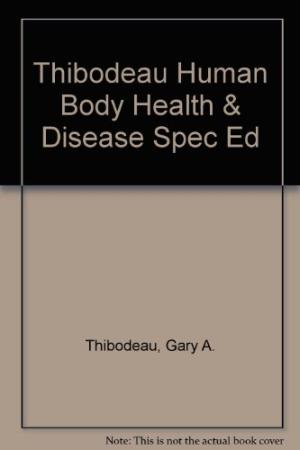 Thibodeau Human
Body Health &
Disease Spec Ed
Thibodeau, Gary A.
Note: This is not the actual book cover